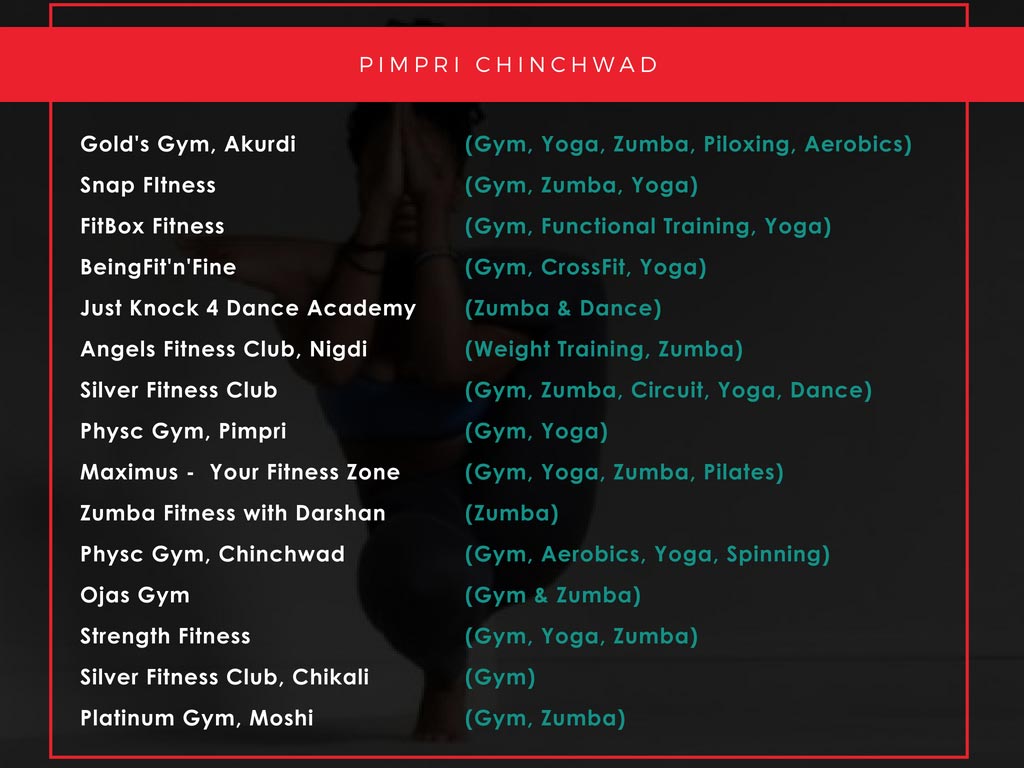 PIMPRI CHINCHWAD
Gold's Gym, Akurdi (Gym, Yoga, Zumba, Piloxing, Aerobics)
Snap FItness (Gym, Zumba, Yoga)
FitBox Fitness (Gym, Functional Training, Yoga)
BeingFit'n'Fine (Gym, CrossFit, Yoga)
Just Knock 4 Dance Academy (Zumba & Dance)
Angels Fitness Club, Nigdi (Weight Training, Zumba)
Silver Fitness Club (Gym, Zumba, Circuit, Yoga, Dance)
Physc Gym, Pimpri (Gym, Yoga)
Maximus - Your Fitness Zone (Gym, Yoga, Zumba, Pilates)
Zumba Fitness with Darshan (Zumba)
Physc Gym, Chinchwad (Gym, Aerobics, Yoga, Spinning)
Ojas Gym (Gym & Zumba)
Strength Fitness (Gym, Yoga, Zumba)
Silver Fitness Club, Chikali (Gym)
Platinum Gym, Moshi (Gym, Zumba)